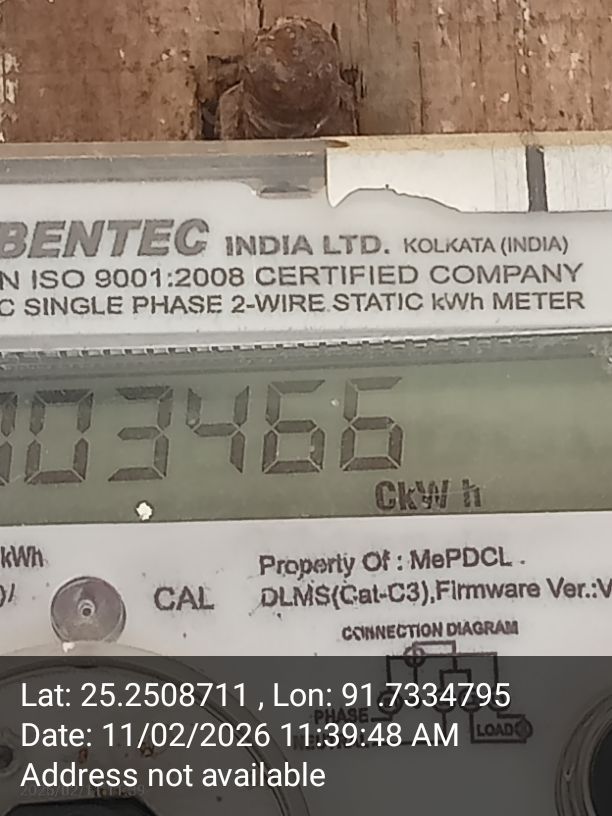 BENTEC INDIA LTD. KOLKATA (INDIA)
N ISO 9001:2008 CERTIFIED COMPANY
C SINGLE PHASE 2-WIRE STATIC kWh METER
03466
CkW h
kWh
Property Of : MePDCL.
CAL
DLMS(Cat-C3),Firmware Ver.:V
CONNECTION DIAGRAM
PHASE
LOAD
Lat: 25.2508711 , Lon: 91.7334795
Date: 11/02/2026 11:39:48 AM
Address not available